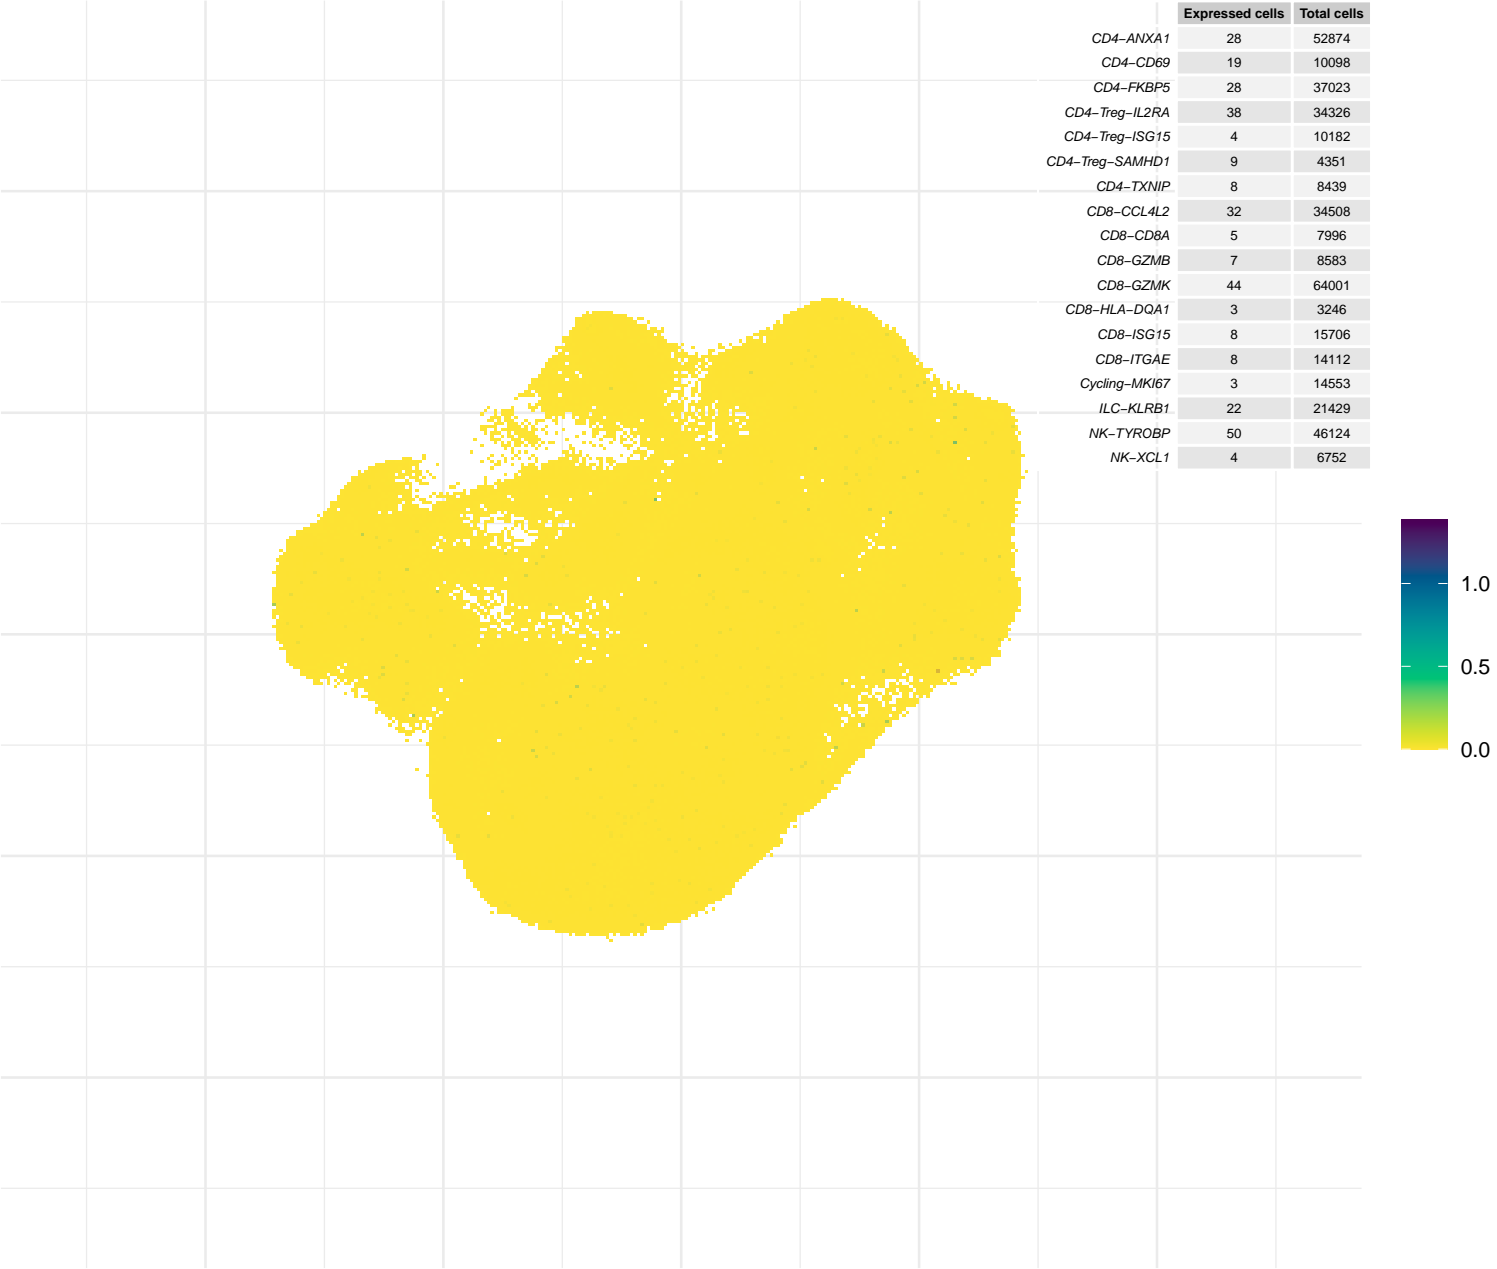 Expressed cells Total cells
CD4−ANXA1 28 52874
CD4−CD69 19 10098
CD4−FKBP5 28 37023
CD4−Treg−IL2RA 38 34326
CD4−Treg−ISG15 4 10182
CD4−Treg−SAMHD1 9 4351
CD4−TXNIP 8 8439
CD8−CCL4L2 32 34508
CD8−CD8A 5 7996
CD8−GZMB 7 8583
CD8−GZMK 44 64001
CD8−HLA−DQA1 3 3246
CD8−ISG15 8 15706
CD8−ITGAE 8 14112
Cycling−MKI67 3 14553
ILC−KLRB1 22 21429
NK−TYROBP 50 46124
NK−XCL1 4 6752
1.0
0.5
0.0